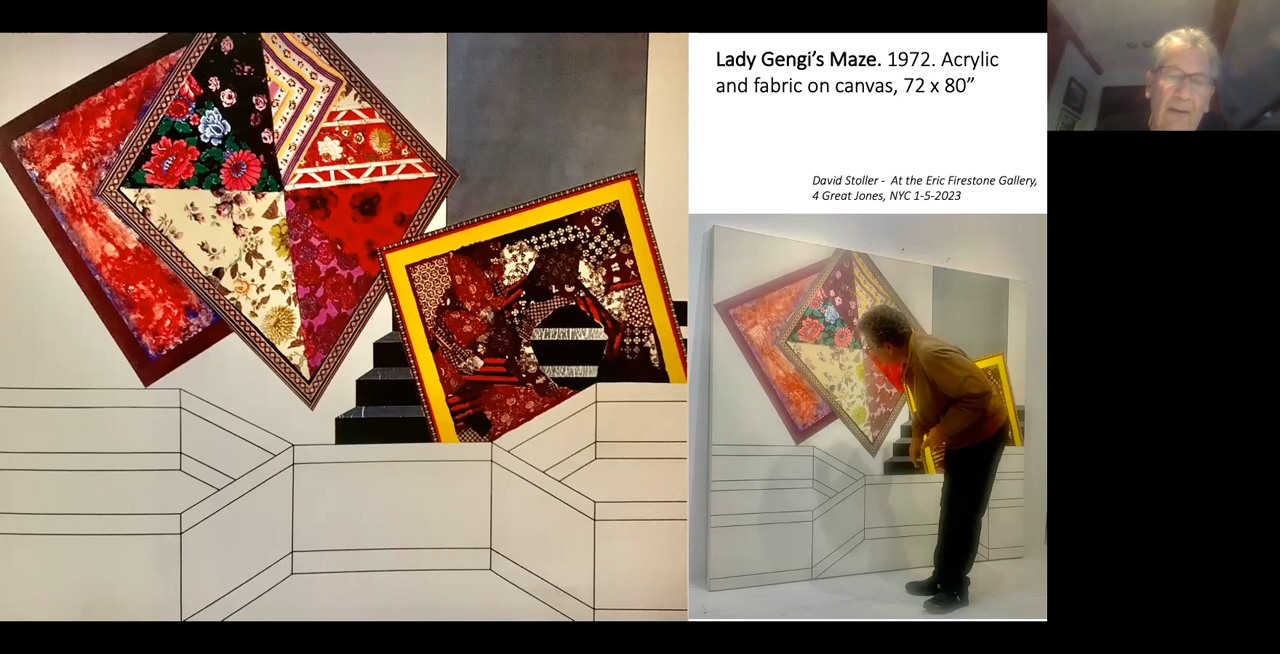 Lady Gengi’s Maze. 1972. Acrylic
and fabric on canvas, 72 x 80”
David Stoller - At the Eric Firestone Gallery,
4 Great Jones, NYC 1-5-2023